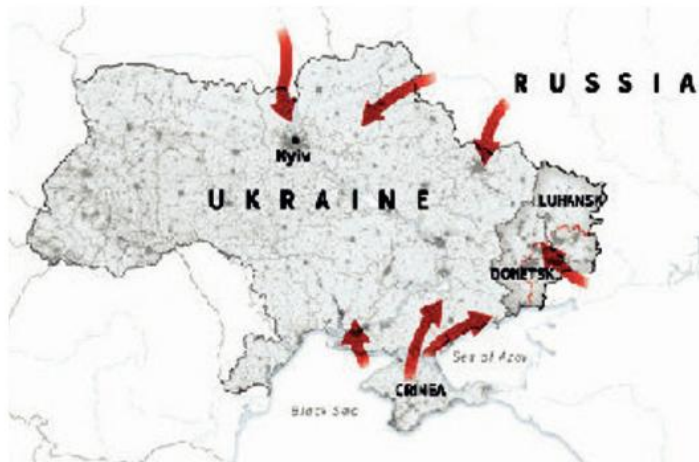 RUSSIA
Kyiv
UKRAINE
LUHANSK
DONETSK
Sea of Azov
CRIMEA
Black Sea